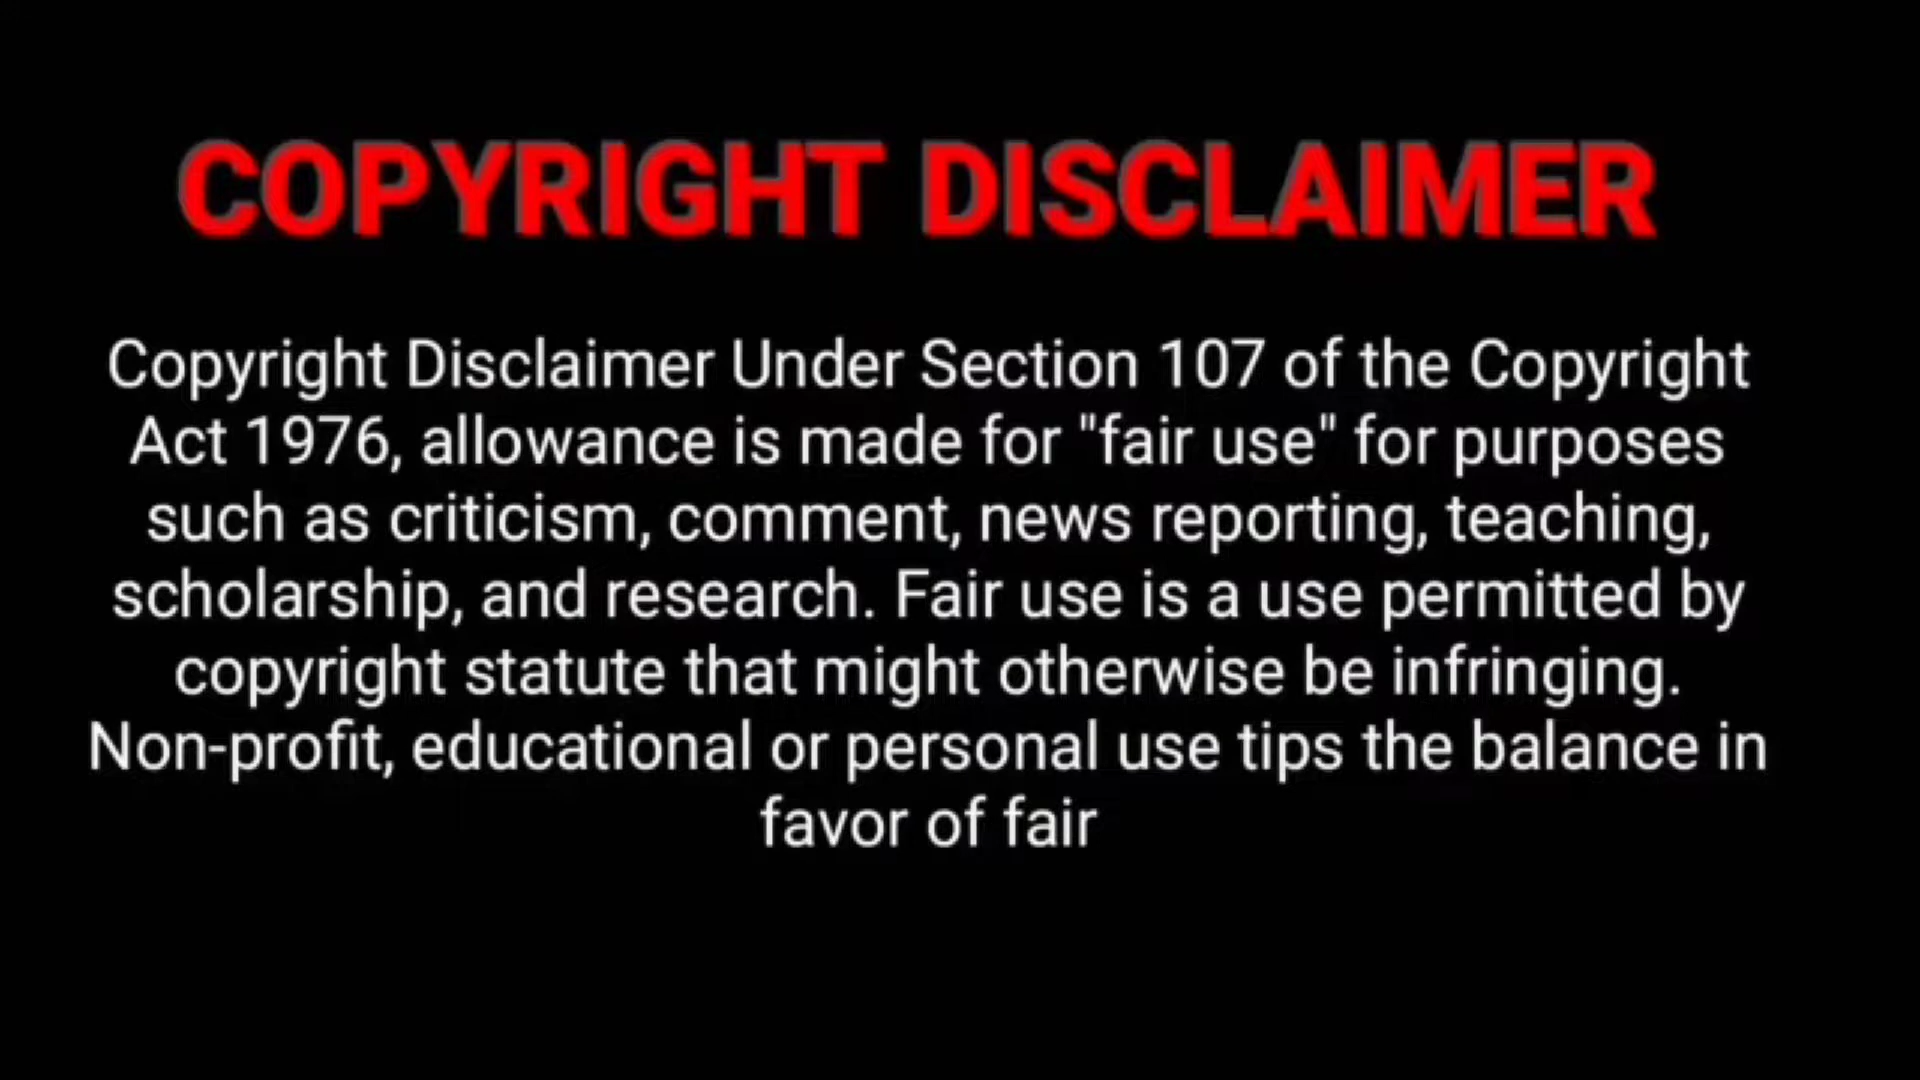 COPYRIGHT DISCLAIMER
Copyright Disclaimer Under Section 107 of the Copyright
Act 1976, allowance is made for "fair use" for purposes
such as criticism, comment, news reporting, teaching,
scholarship, and research. Fair use is a use permitted by
copyright statute that might otherwise be infringing.
Non-profit, educational or personal use tips the balance in
favor of fair